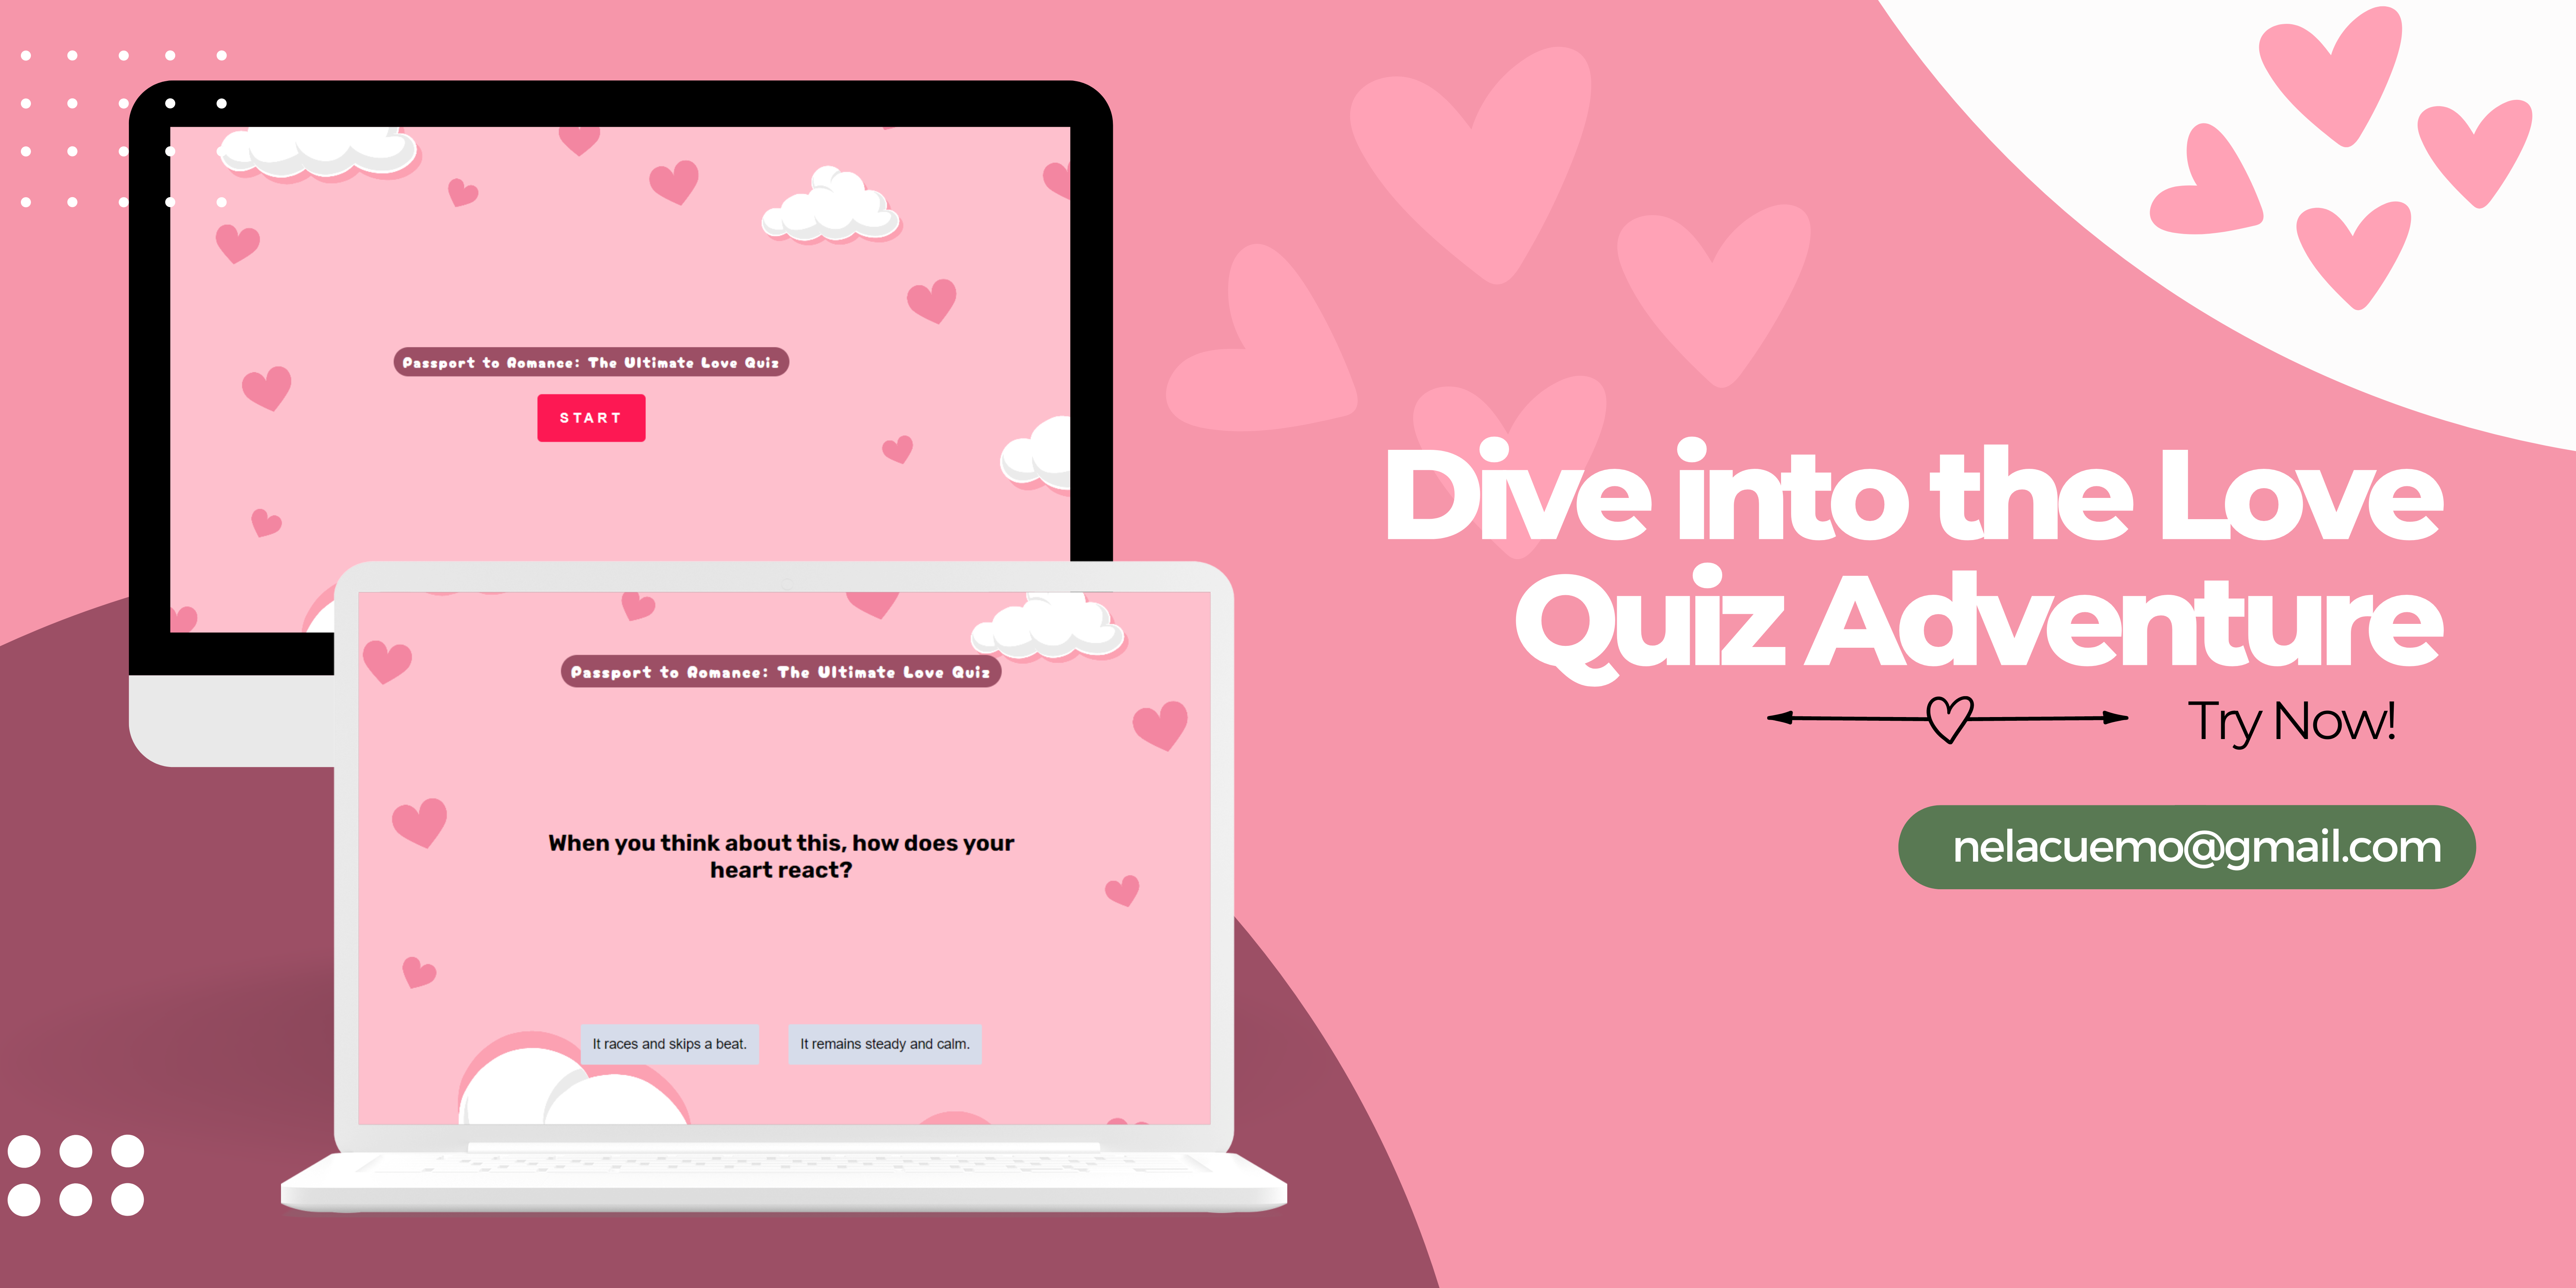 Passport to Romance: The Ultimate Love Quiz
START
Passport to Romance: The Ultimate Love Quiz
When you think about this, how does your
heart react?
It races and skips a beat.
It remains steady and calm.
Dive into the Love
Quiz Adventure
Try Now!
nelacuemo@gmail.com